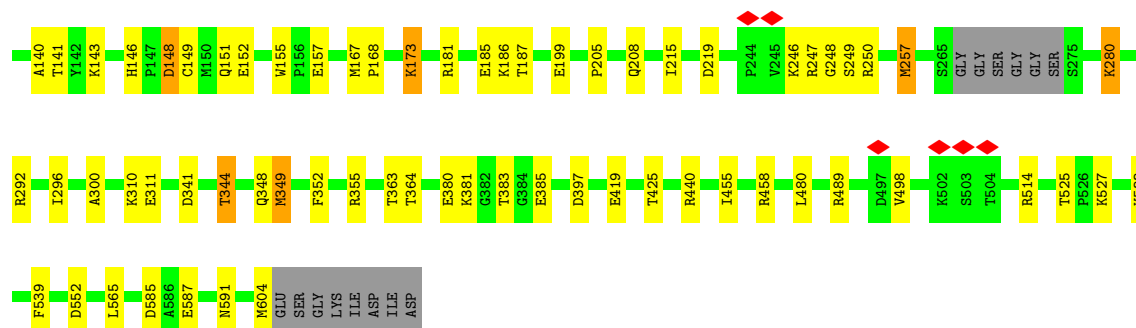 A140 T141 Y142 K143 H146 P147 D148 C149 M150 Q151 E152 W155 P156 E157 M167 P168 K173 R181 E185 K186 T187 E199 P205 Q208 I215 D219 P244 V245 K246 R247 G248 S249 R250 M257 S265 GLY GLY SER GLY GLY SER S275 K280
R292 I296 A300 K310 E311 D341 T344 Q348 M349 F352 R355 T363 T364 E380 K381 G382 T383 G384 E385 D397 E419 T425 R440 I455 R458 L480 R489 D497 V498 K502 S503 T504 R514 T525 P526 K527
F539 D552 L565 D585 A586 E587 N591 M604 GLU SER GLY LYS ILE ASP ILE ASP